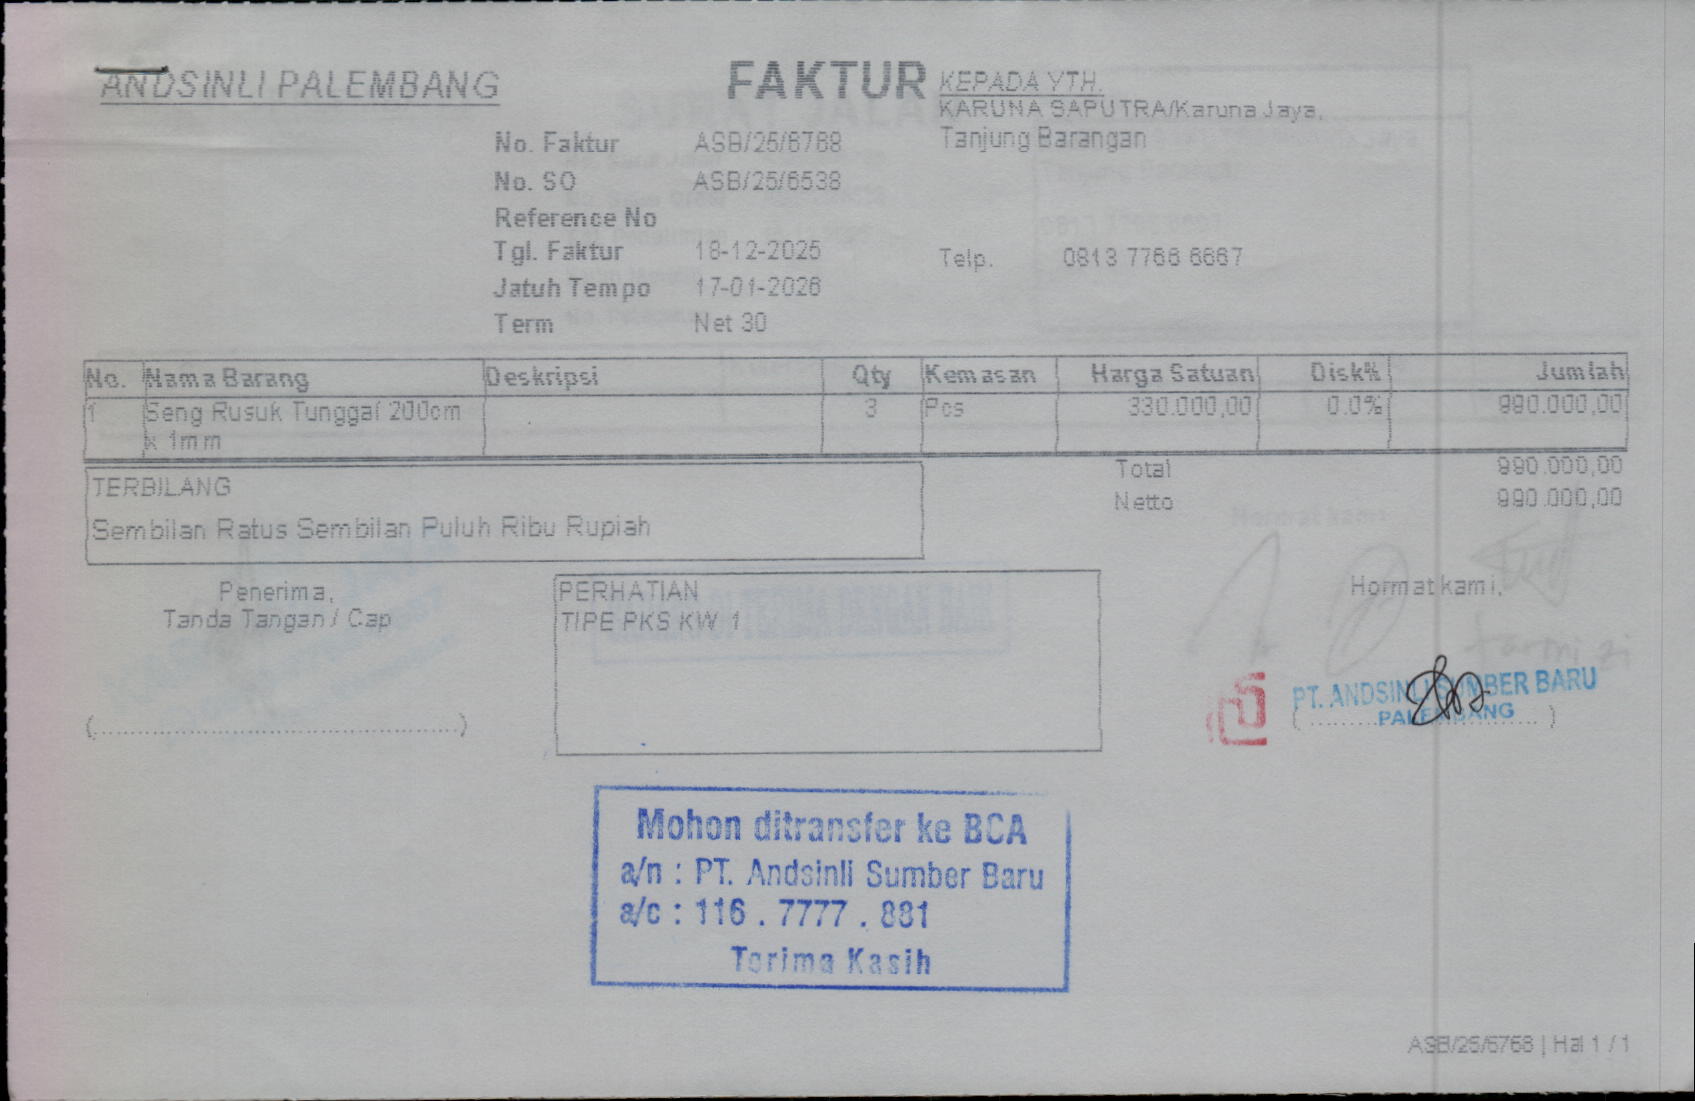 ANDSINLI PALEMBANG
FAKTUR
KEPADA YTH.
KARUNA SAPUTRA/Karuna Jaya,
Tanjung Barangan
No. Faktur ASB/25/6768
No. SO ASB/25/6538
Reference No
Tgl. Faktur 18-12-2025
Telp. 0813 7766 6667
Jatuh Tempo 17-01-2026
Term Net 30
No. Nama Barang Deskripsi Qty Kemasan Harga Satuan Disk% Jumlah
1 Seng Rusuk Tunggal 200cm 3 Pcs 330.000,00 0.0% 990.000,00
x 1mm
Total 990.000,00
TERBILANG
Netto 990.000,00
Sembilan Ratus Sembilan Puluh Ribu Rupiah
Penerima,
Tanda Tangan / Cap
PERHATIAN
TIPE PKS KW 1
Hormat kami,
PT. ANDSINLI SUMBER BARU
PALEMBANG
Mohon ditransfer ke BCA
a/n : PT. Andsinli Sumber Baru
a/c : 116 . 7777 . 881
Terima Kasih
ASB/25/6768 | Hal 1 / 1